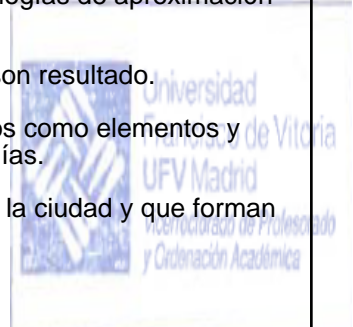 logías de aproximación
on resultado.
Universidad
os como elementos y
Francisco de Vitoria
ías.
UFV Madrid
la ciudad y que forman
Vicerrectorado de Profesorado
y Ordenación Académica